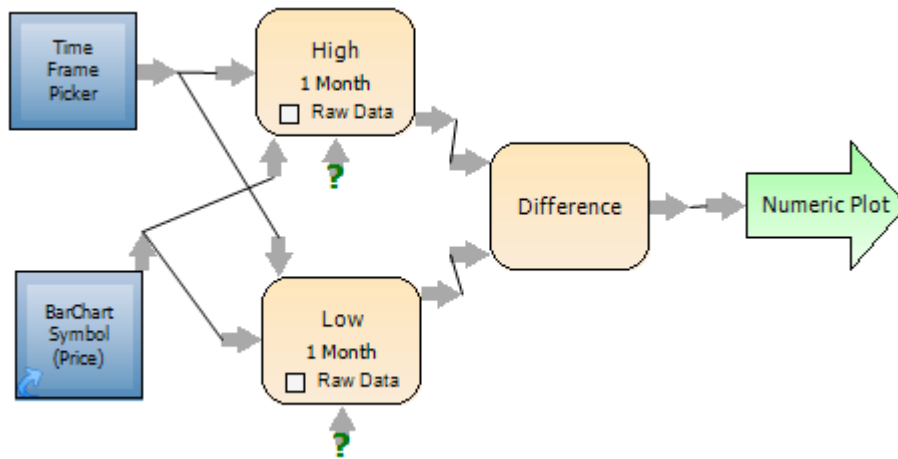 Time
Frame
Picker
High
1 Month
Raw Data
?
Difference
Numeric Plot
BarChart
Symbol
(Price)
Low
1 Month
Raw Data
?